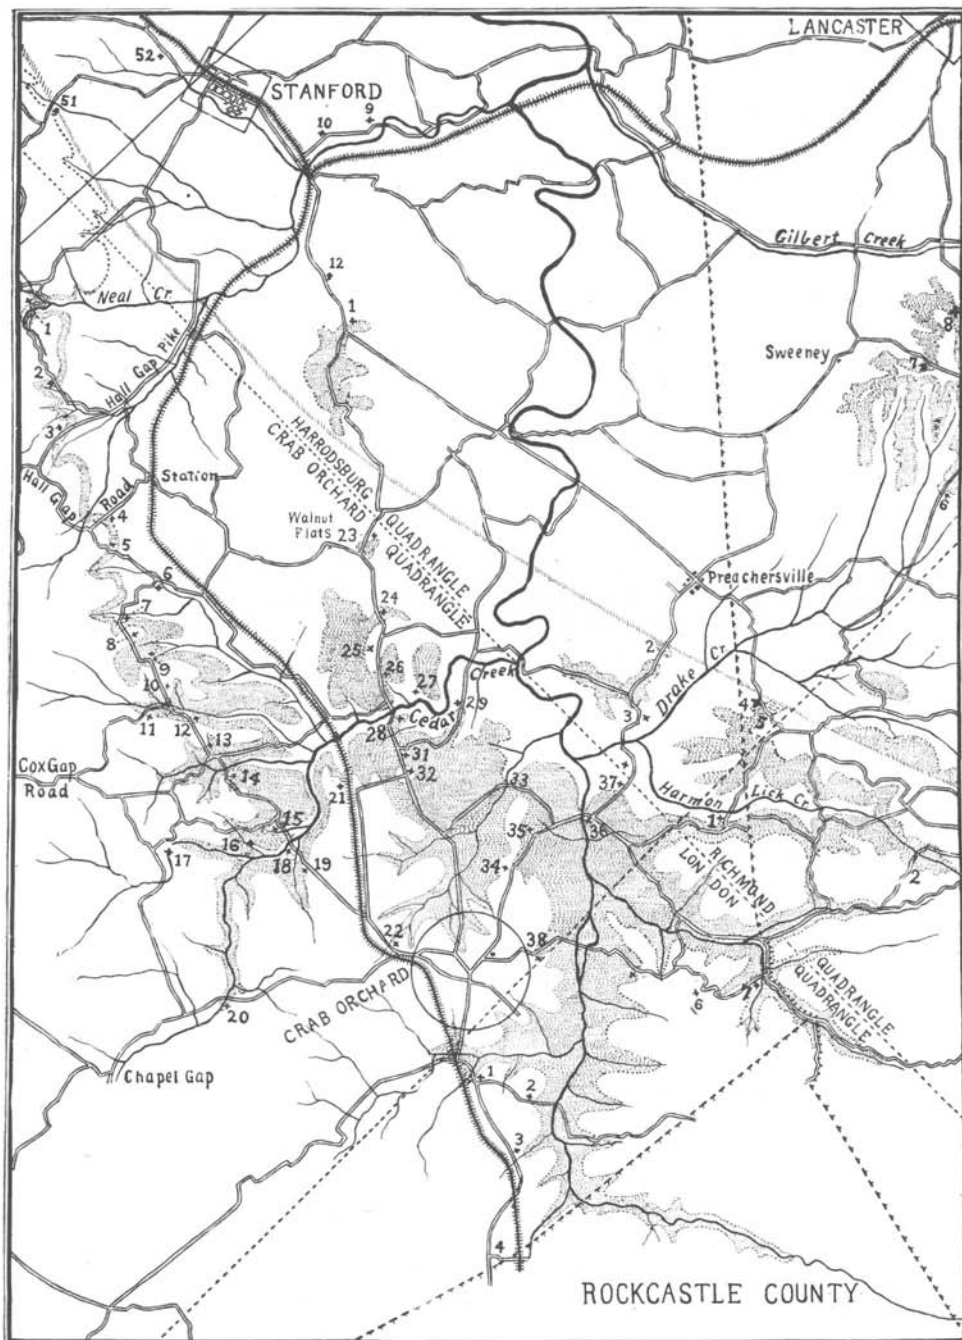 LANCASTER
52
STANFORD
51
9
10
Gilbert Creek
12
Neal Cr.
1
1
8
Sweeney
7
2
Hall Gap Pike
3
HARRODSBURG
CRAB ORCHARD
QUADRANGLE
QUADRANGLE
Hall Gap Road
Station
6
4
Walnut
Flats 23
5
Preachersville
6
7
24
8
25
2
9
26
Drake Cr.
10
27
Creek
Cedar
29
4
5
11
12
28
3
13
31
Cox Gap
Road
14
32
33
37
21
Harmon Lick Cr.
1
15
35
36
16
17
18
19
34
RICHMOND
LONDON
2
22
38
QUADRANGLE
QUADRANGLE
CRAB ORCHARD
6
7
20
Chapel Gap
1
2
3
4
ROCKCASTLE COUNTY